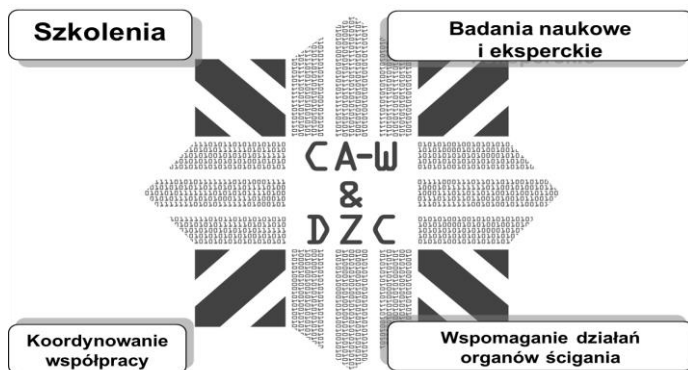 Szkolenia
Badania naukowe
i eksperckie
CA-W
&
DZC
Koordynowanie
współpracy
Wspomaganie działań
organów ścigania